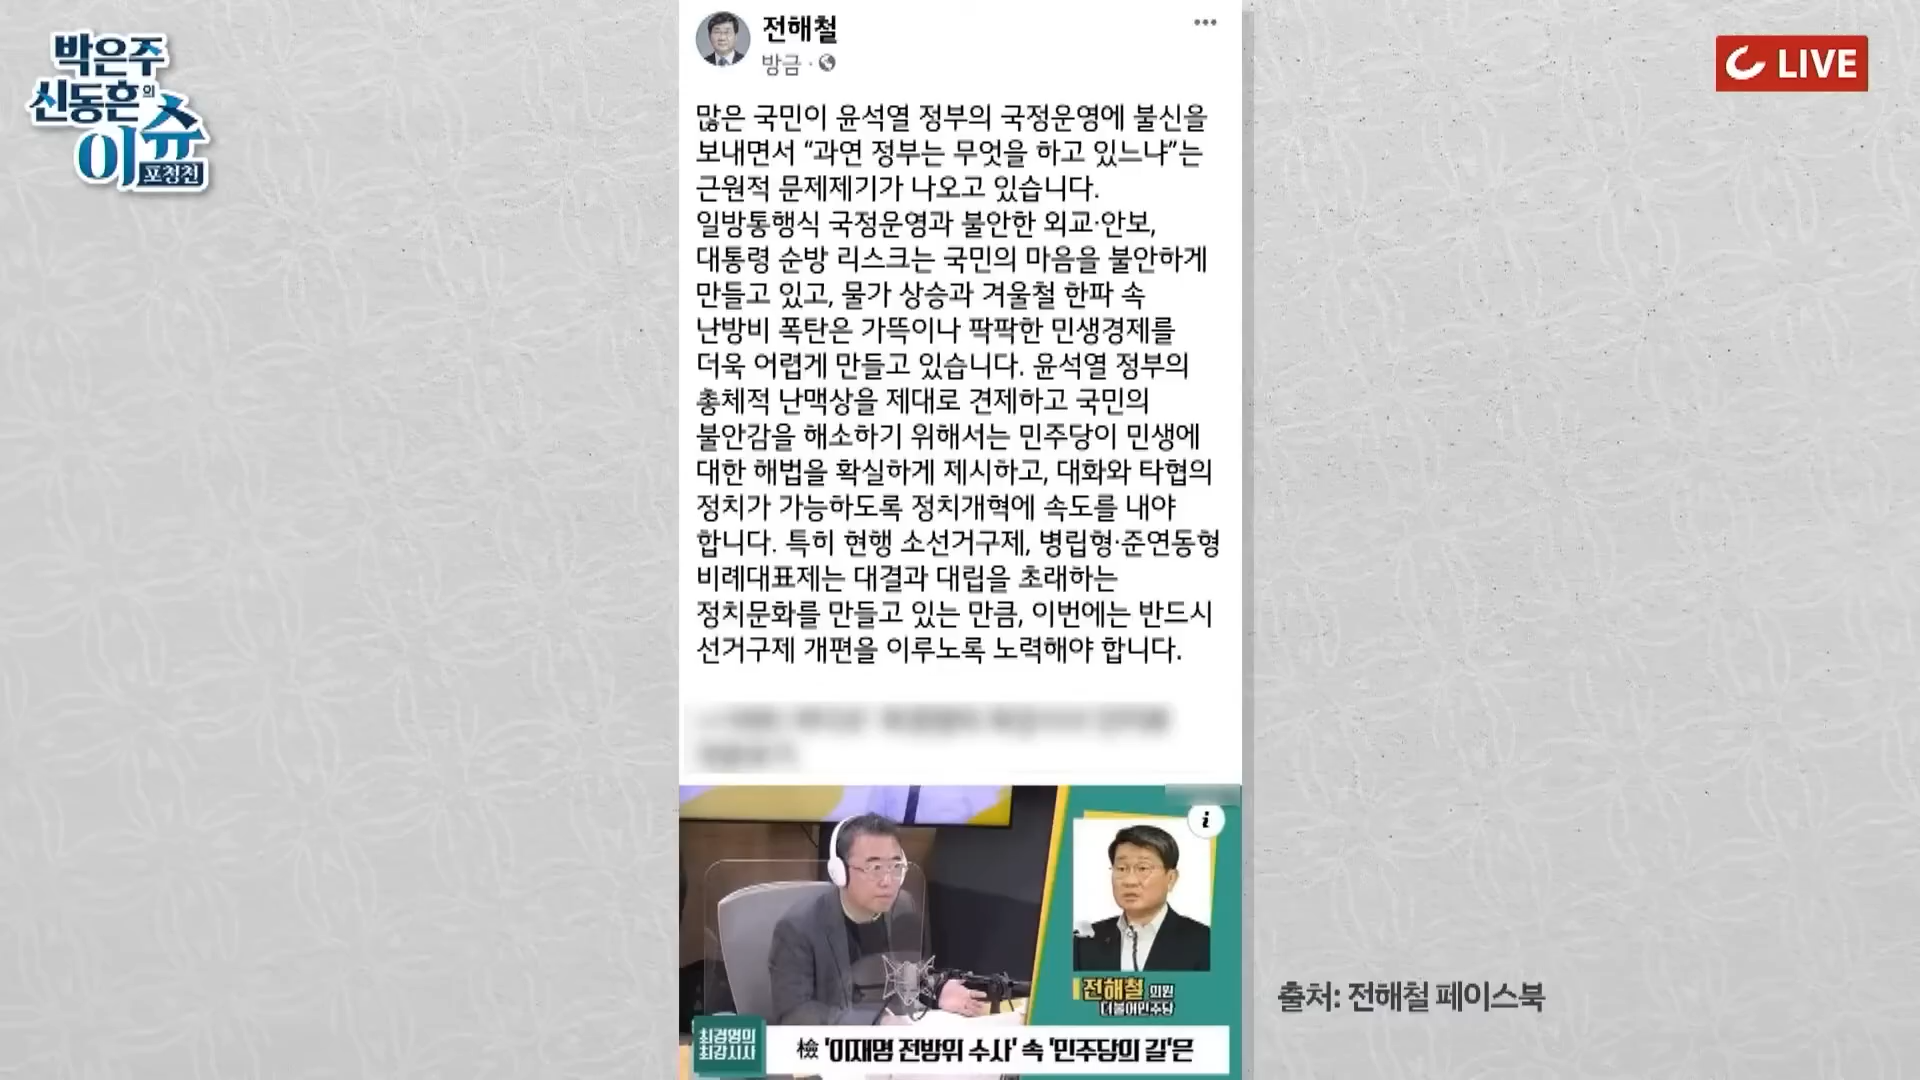 박은주
신동흔의
이슈
포청천
LIVE
전해철
방금
많은 국민이 윤석열 정부의 국정운영에 불신을
보내면서 “과연 정부는 무엇을 하고 있느냐”는
근원적 문제제기가 나오고 있습니다.
일방통행식 국정운영과 불안한 외교·안보,
대통령 순방 리스크는 국민의 마음을 불안하게
만들고 있고, 물가 상승과 겨울철 한파 속
난방비 폭탄은 가뜩이나 팍팍한 민생경제를
더욱 어렵게 만들고 있습니다. 윤석열 정부의
총체적 난맥상을 제대로 견제하고 국민의
불안감을 해소하기 위해서는 민주당이 민생에
대한 해법을 확실하게 제시하고, 대화와 타협의
정치가 가능하도록 정치개혁에 속도를 내야
합니다. 특히 현행 소선거구제, 병립형·준연동형
비례대표제는 대결과 대립을 초래하는
정치문화를 만들고 있는 만큼, 이번에는 반드시
선거구제 개편을 이루노록 노력해야 합니다.
i
전해철 의원
더불어민주당
최경영의
최강시사
檢 '이재명 전방위 수사' 속 '민주당의 길'은
출처: 전해철 페이스북